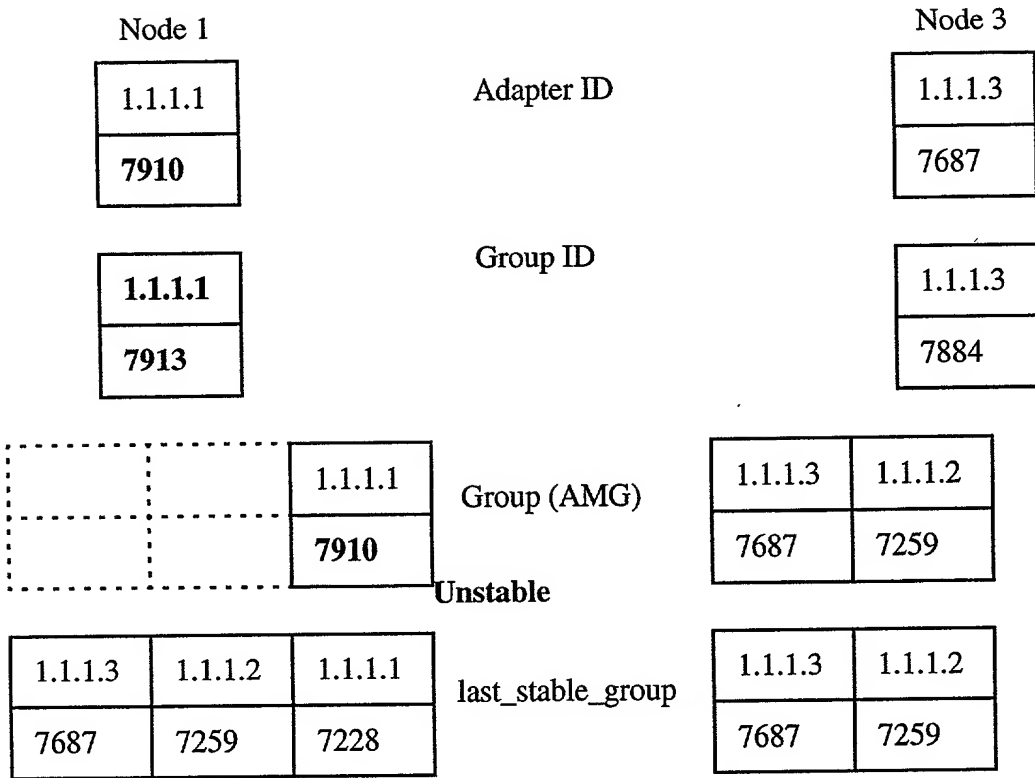 Node 1 Node 3
1.1.1.1 Adapter ID 1.1.1.3
7910 7687
Group ID
1.1.1.1 1.1.1.3
7913 7884
1.1.1.1 Group (AMG) 1.1.1.3 1.1.1.2
7910 7687 7259
Unstable
1.1.1.3 1.1.1.2 1.1.1.1 last_stable_group 1.1.1.3 1.1.1.2
7687 7259 7228 7687 7259